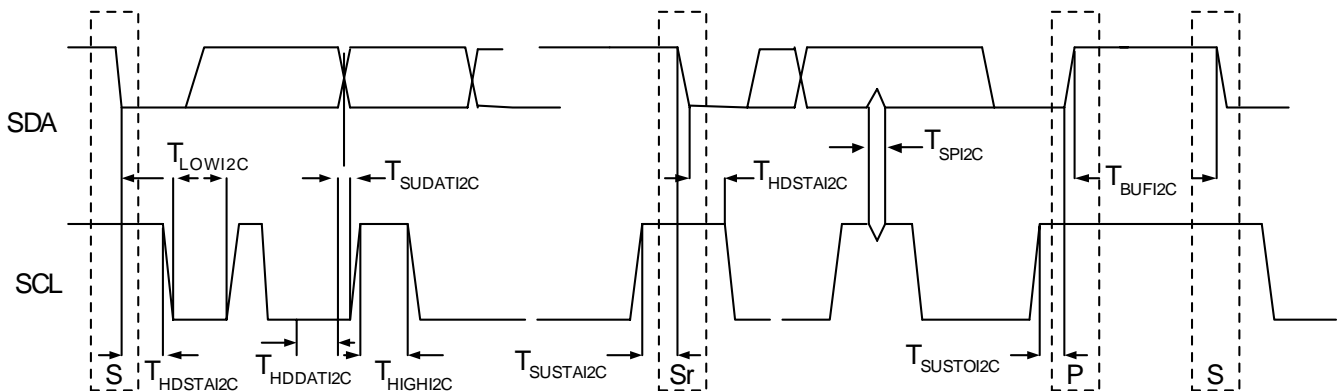 SDA
T_LOWI2C
T_SUDATI2C
T_SPI2C
T_HDSTAI2C
T_BUFI2C
SCL
S
T_HDSTAI2C
T_HDDATI2C
T_HIGHI2C
T_SUSTAI2C
Sr
T_SUSTOI2C
P
S